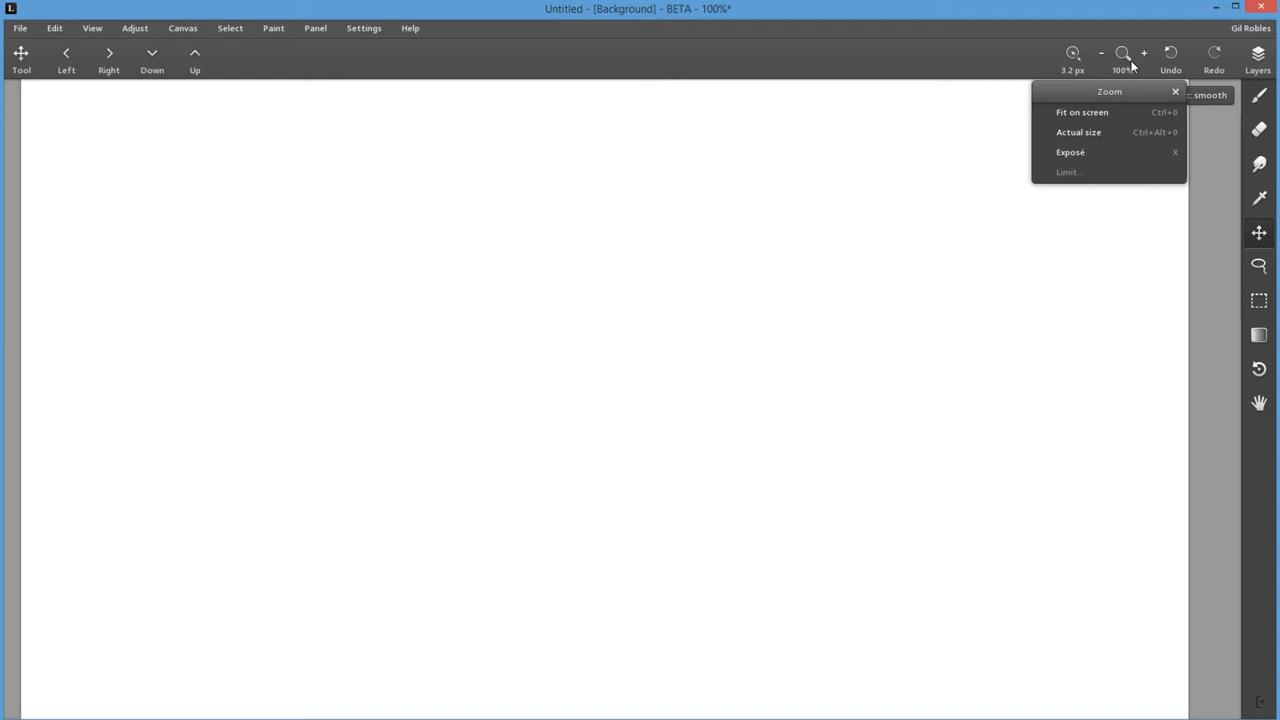 L Untitled - [Background] - BETA - 100%*
File Edit View Adjust Canvas Select Paint Panel Settings Help Gil Robles
Tool Left Right Down Up 3.2 px 100% Undo Redo Layers
Zoom
: smooth
Fit on screen Ctrl+0
Actual size Ctrl+Alt+0
Exposé X
Limit...